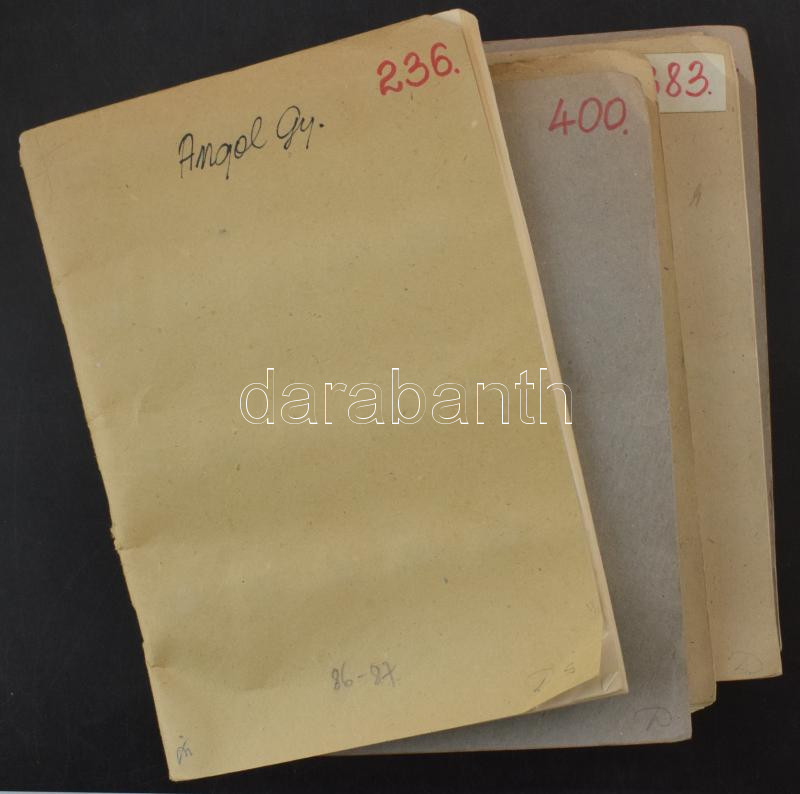 236.
Angol Gy.
400.
383.
darabanth
86-87